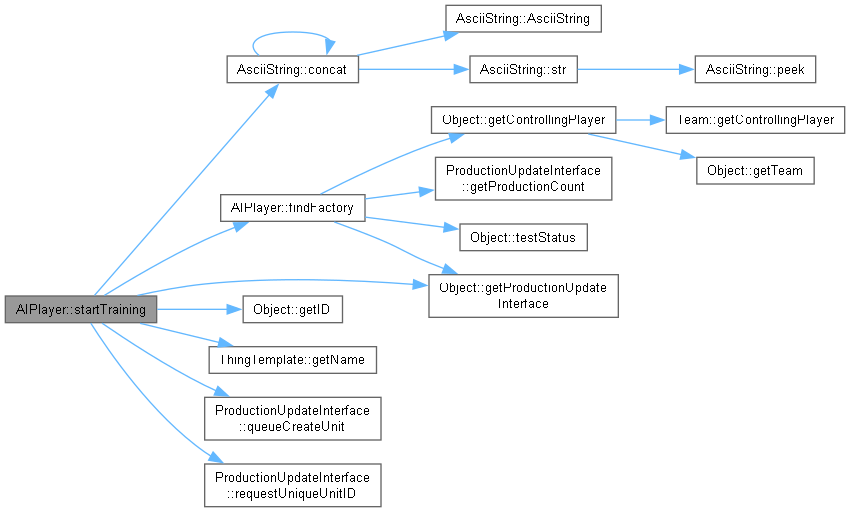 AsciiString::AsciiString
AsciiString::concat
AsciiString::str
AsciiString::peek
Object::getControllingPlayer
Team::getControllingPlayer
ProductionUpdateInterface
::getProductionCount
Object::getTeam
AIPlayer::findFactory
Object::testStatus
Object::getProductionUpdate
Interface
AIPlayer::startTraining
Object::getID
ThingTemplate::getName
ProductionUpdateInterface
::queueCreateUnit
ProductionUpdateInterface
::requestUniqueUnitID